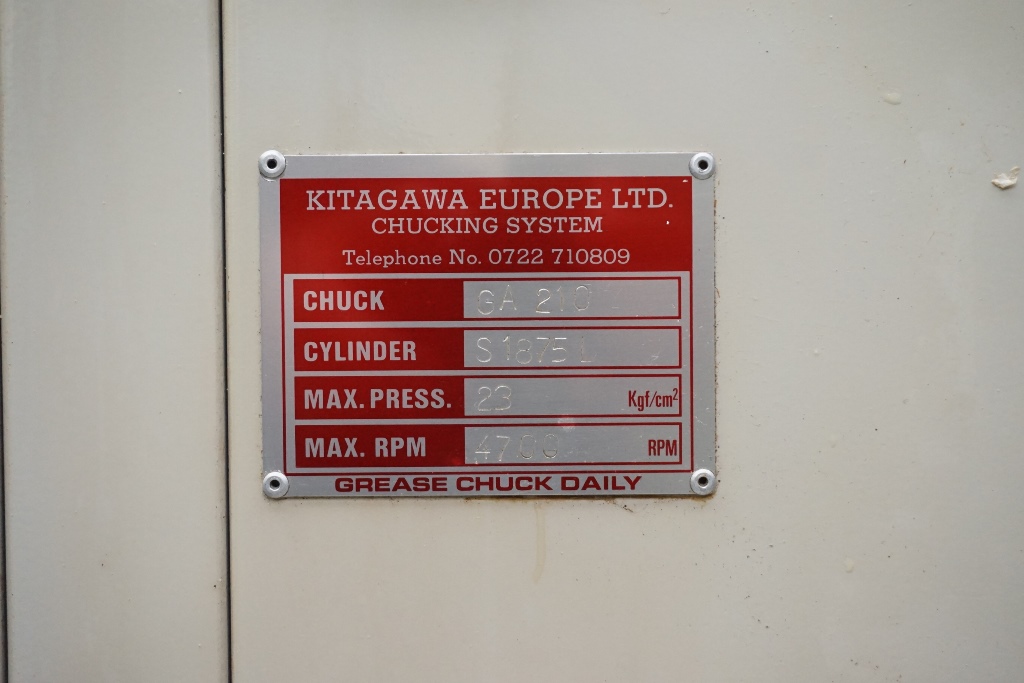 KITAGAWA EUROPE LTD.
CHUCKING SYSTEM
Telephone No. 0722 710809
CHUCK GA 210
CYLINDER S1875L
MAX. PRESS. 23 Kgf/cm²
MAX. RPM 4700 RPM
GREASE CHUCK DAILY